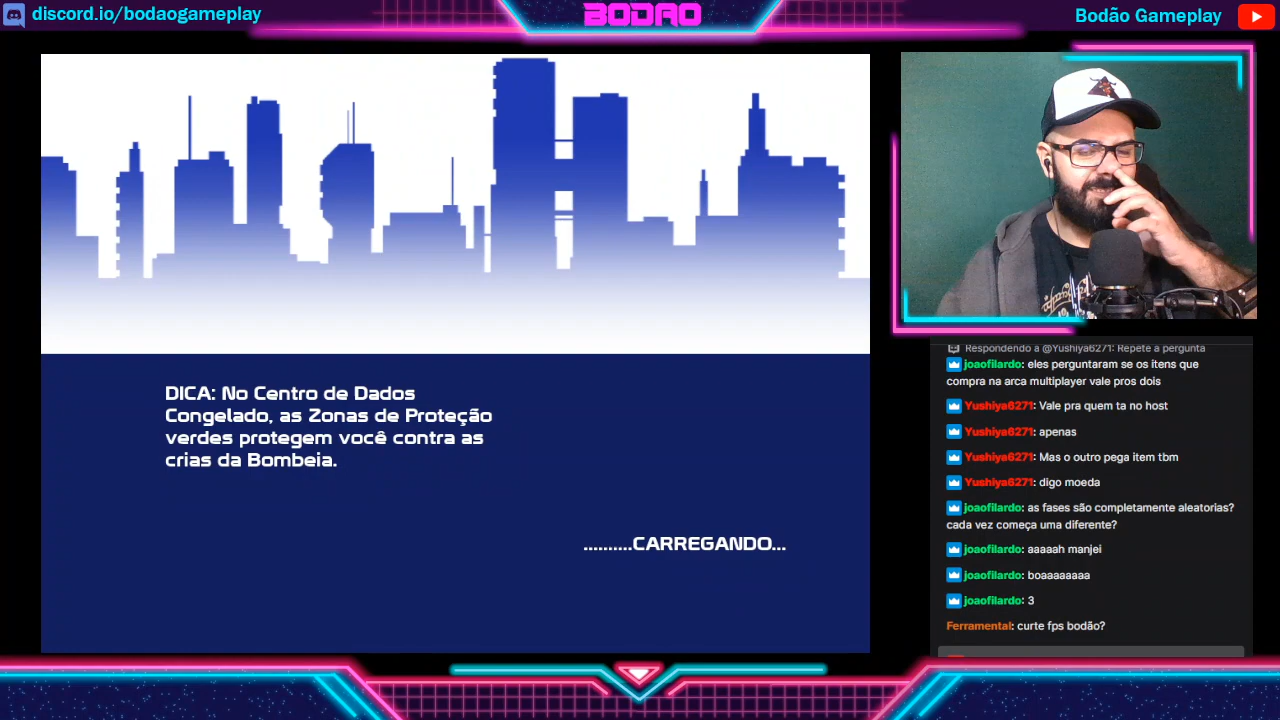 discord.io/bodaogameplay
BODAO
Bodão Gameplay
DICA: No Centro de Dados
Congelado, as Zonas de Proteção
verdes protegem você contra as
crias da Bombeia.
..........CARREGANDO...
Respondendo a @Yushiya6271: Repete a pergunta
joaofilardo: eles perguntaram se os itens que
compra na arca multiplayer vale pros dois
Yushiya6271: Vale pra quem ta no host
Yushiya6271: apenas
Yushiya6271: Mas o outro pega item tbm
Yushiya6271: digo moeda
joaofilardo: as fases são completamente aleatorias?
cada vez começa uma diferente?
joaofilardo: aaaaah manjei
joaofilardo: boaaaaaaaa
joaofilardo: 3
Ferramental: curte fps bodão?